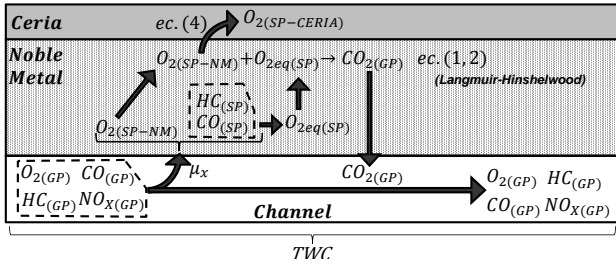 Ceria ec. (4) O2(SP−CERIA)
Noble Metal O2(SP−NM)+O2eq(SP)→ CO2(GP) ec. (1, 2)
(Langmuir-Hinshelwood)
HC(SP)
O2(SP−NM) CO(SP) O2eq(SP)
O2(GP) CO(GP) μx CO2(GP) O2(GP) HC(GP)
HC(GP) NOX(GP) CO(GP) NOX(GP)
Channel
TWC